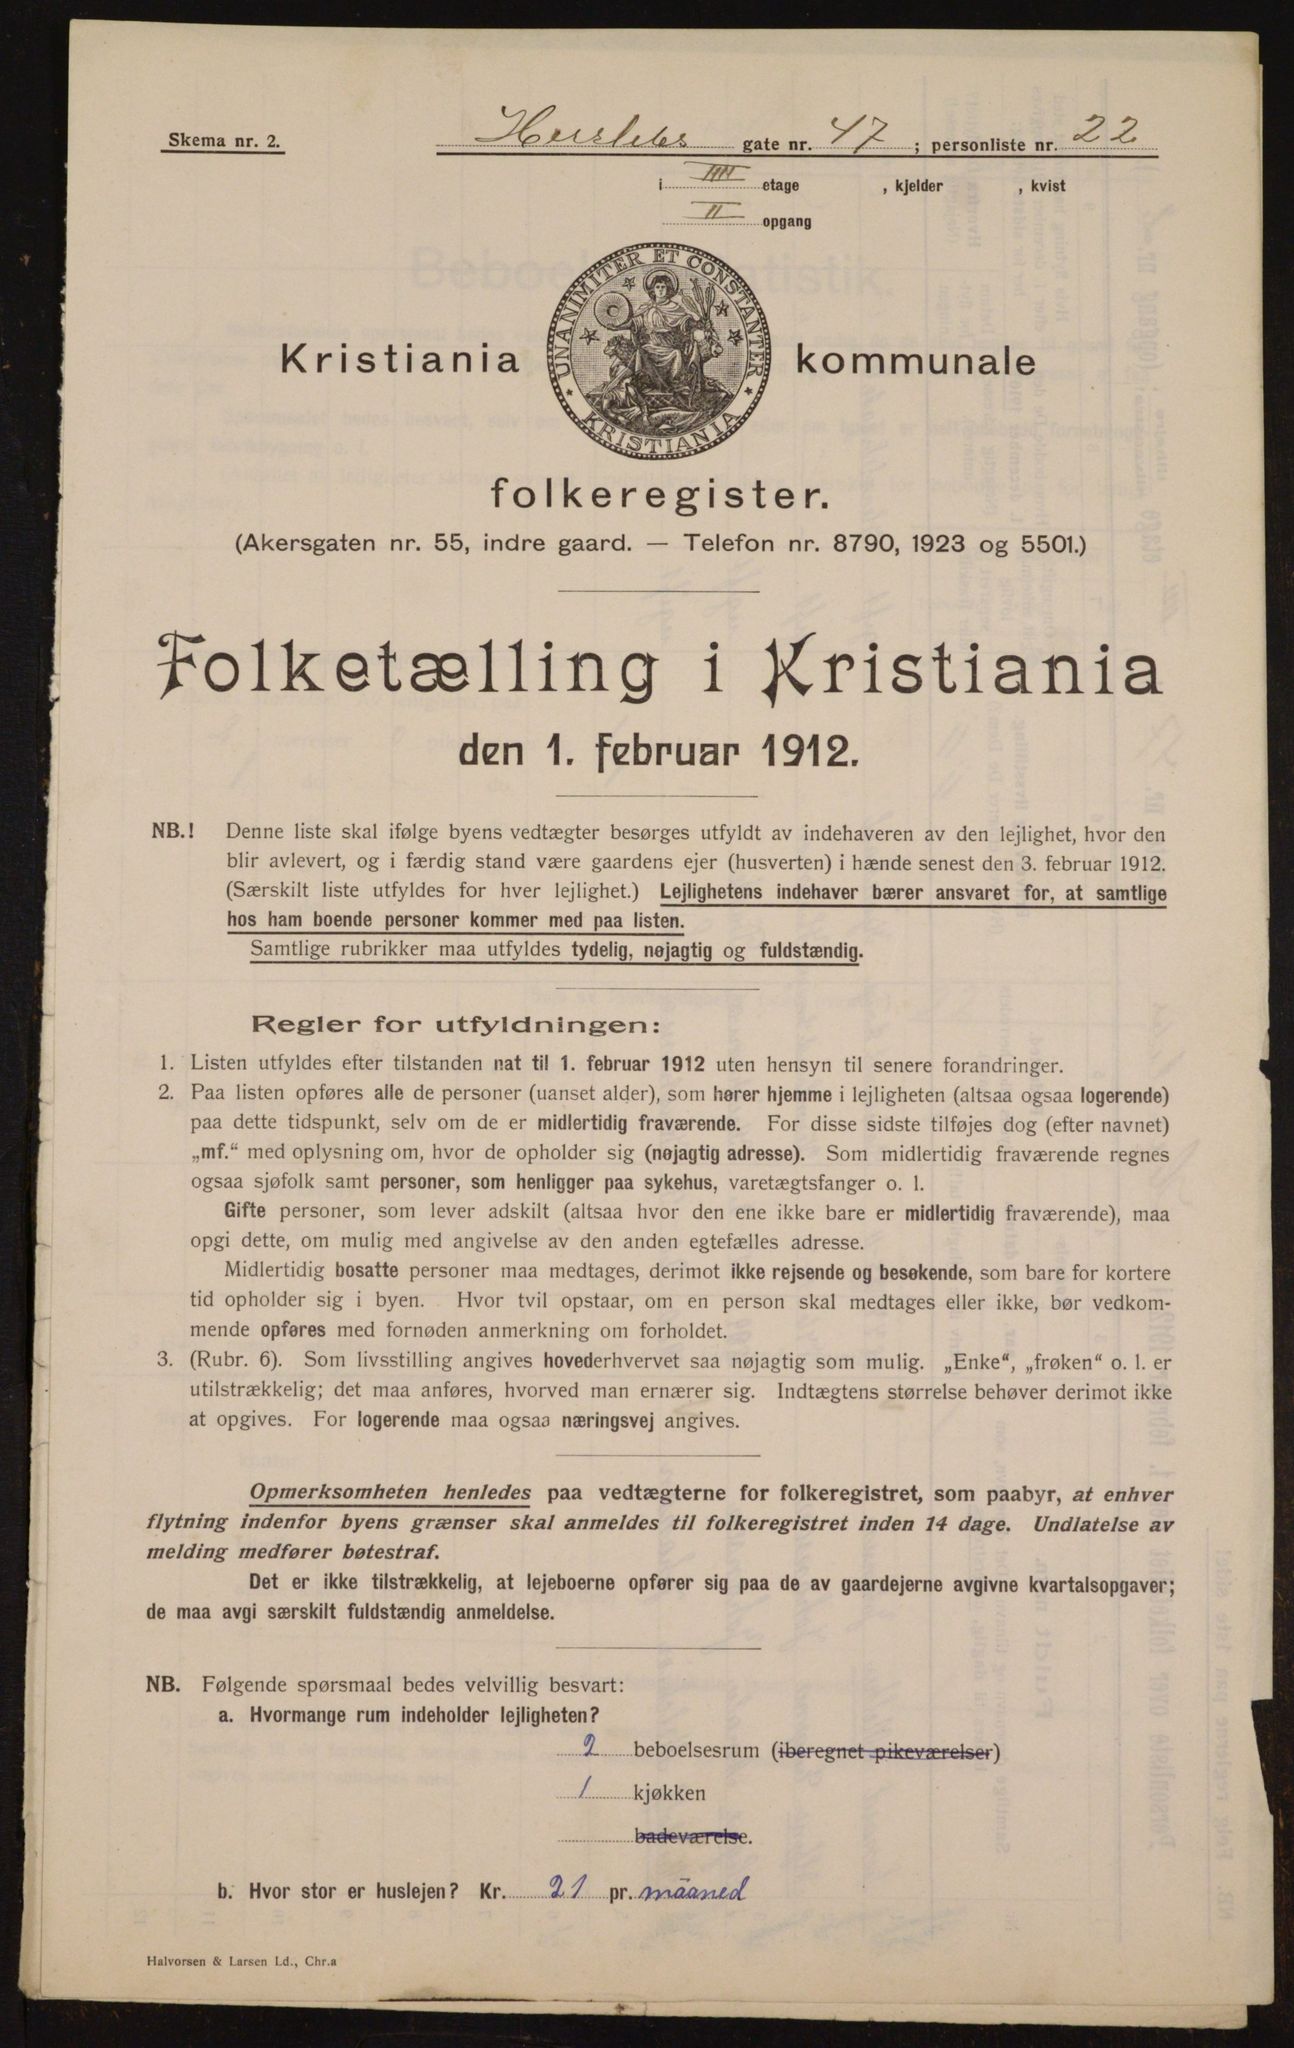 Skema nr. 2.
Herslebs gate nr. 47; personliste nr. 22
i IIII etage , kjelder , kvist
II opgang
UNANIMITER ET CONSTANTER
KRISTIANIA
Kristiania kommunale
folkeregister.
(Akersgaten nr. 55, indre gaard. — Telefon nr. 8790, 1923 og 5501.)
Folketælling i Kristiania
den 1. februar 1912.
NB.! Denne liste skal ifølge byens vedtægter besørges utfyldt av indehaveren av den lejlighet, hvor den
blir avlevert, og i færdig stand være gaardens ejer (husverten) i hænde senest den 3. februar 1912.
(Særskilt liste utfyldes for hver lejlighet.) Lejlighetens indehaver bærer ansvaret for, at samtlige
hos ham boende personer kommer med paa listen.
Samtlige rubrikker maa utfyldes tydelig, nøjagtig og fuldstændig.
Regler for utfyldningen:
1. Listen utfyldes efter tilstanden nat til 1. februar 1912 uten hensyn til senere forandringer.
2. Paa listen opføres alle de personer (uanset alder), som hører hjemme i lejligheten (altsaa ogsaa logerende)
paa dette tidspunkt, selv om de er midlertidig fraværende. For disse sidste tilføjes dog (efter navnet)
„mf.“ med oplysning om, hvor de opholder sig (nøjagtig adresse). Som midlertidig fraværende regnes
ogsaa sjøfolk samt personer, som henligger paa sykehus, varetægtsfanger o. l.
Gifte personer, som lever adskilt (altsaa hvor den ene ikke bare er midlertidig fraværende), maa
opgi dette, om mulig med angivelse av den anden egtefælles adresse.
Midlertidig bosatte personer maa medtages, derimot ikke rejsende og besøkende, som bare for kortere
tid opholder sig i byen. Hvor tvil opstaar, om en person skal medtages eller ikke, bør vedkom-
mende opføres med fornøden anmerkning om forholdet.
3. (Rubr. 6). Som livsstilling angives hovederhvervet saa nøjagtig som mulig. „Enke“, „frøken“ o. l. er
utilstrækkelig; det maa anføres, hvorved man ernærer sig. Indtægtens størrelse behøver derimot ikke
at opgives. For logerende maa ogsaa næringsvej angives.
Opmerksomheten henledes paa vedtægterne for folkeregistret, som paabyr, at enhver
flytning indenfor byens grænser skal anmeldes til folkeregistret inden 14 dage. Undlatelse av
melding medfører bøtestraf.
Det er ikke tilstrækkelig, at lejeboerne opfører sig paa de av gaardejerne avgivne kvartalsopgaver;
de maa avgi særskilt fuldstændig anmeldelse.
NB. Følgende spørsmaal bedes velvillig besvart:
a. Hvormange rum indeholder lejligheten?
2 beboelsesrum (iberegnet pikeværelser)
1 kjøkken
badeværelse.
b. Hvor stor er huslejen? Kr. 21 pr. måaned
Halvorsen & Larsen Ld., Chr.a